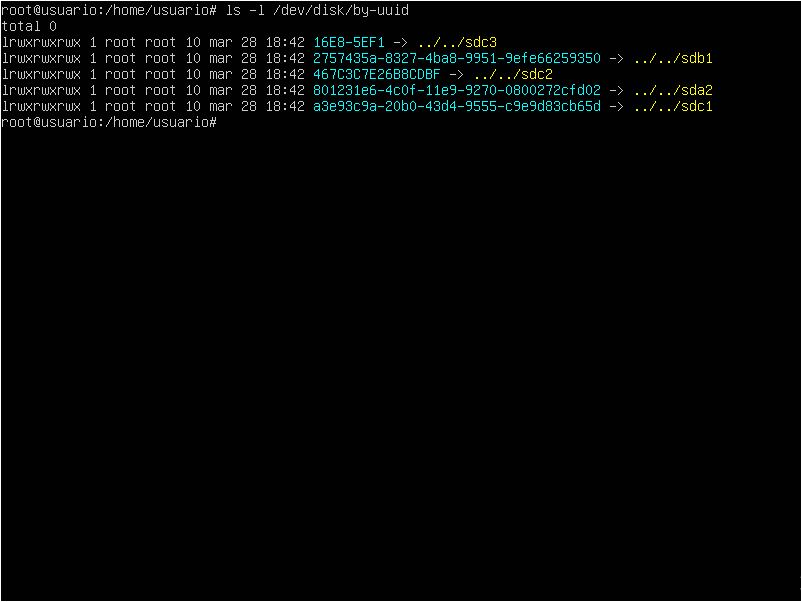 root@usuario:/home/usuario# ls -l /dev/disk/by-uuid
total 0
lrwxrwxrwx 1 root root 10 mar 28 18:42 16E8-5EF1 -> ../../sdc3
lrwxrwxrwx 1 root root 10 mar 28 18:42 2757435a-8327-4ba8-9951-9efe66259350 -> ../../sdb1
lrwxrwxrwx 1 root root 10 mar 28 18:42 467C3C7E26B8CDBF -> ../../sdc2
lrwxrwxrwx 1 root root 10 mar 28 18:42 801231e6-4c0f-11e9-9270-0800272cfd02 -> ../../sda2
lrwxrwxrwx 1 root root 10 mar 28 18:42 a3e93c9a-20b0-43d4-9555-c9e9d83cb65d -> ../../sdc1
root@usuario:/home/usuario#